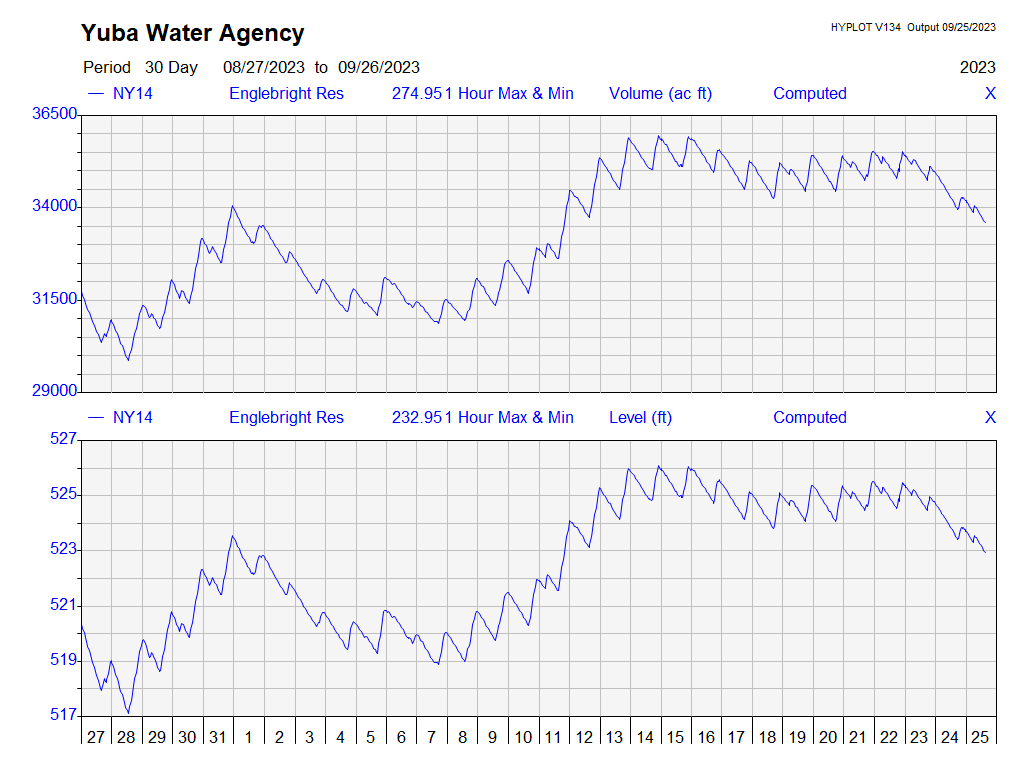 Yuba Water Agency
HYPLOT V134 Output 09/25/2023
Period 30 Day 08/27/2023 to 09/26/2023 2023
— NY14 Englebright Res 274.951 Hour Max & Min Volume (ac ft) Computed X
36500
34000
31500
29000
— NY14 Englebright Res 232.951 Hour Max & Min Level (ft) Computed X
527
525
523
521
519
517
27 28 29 30 31 1 2 3 4 5 6 7 8 9 10 11 12 13 14 15 16 17 18 19 20 21 22 23 24 25